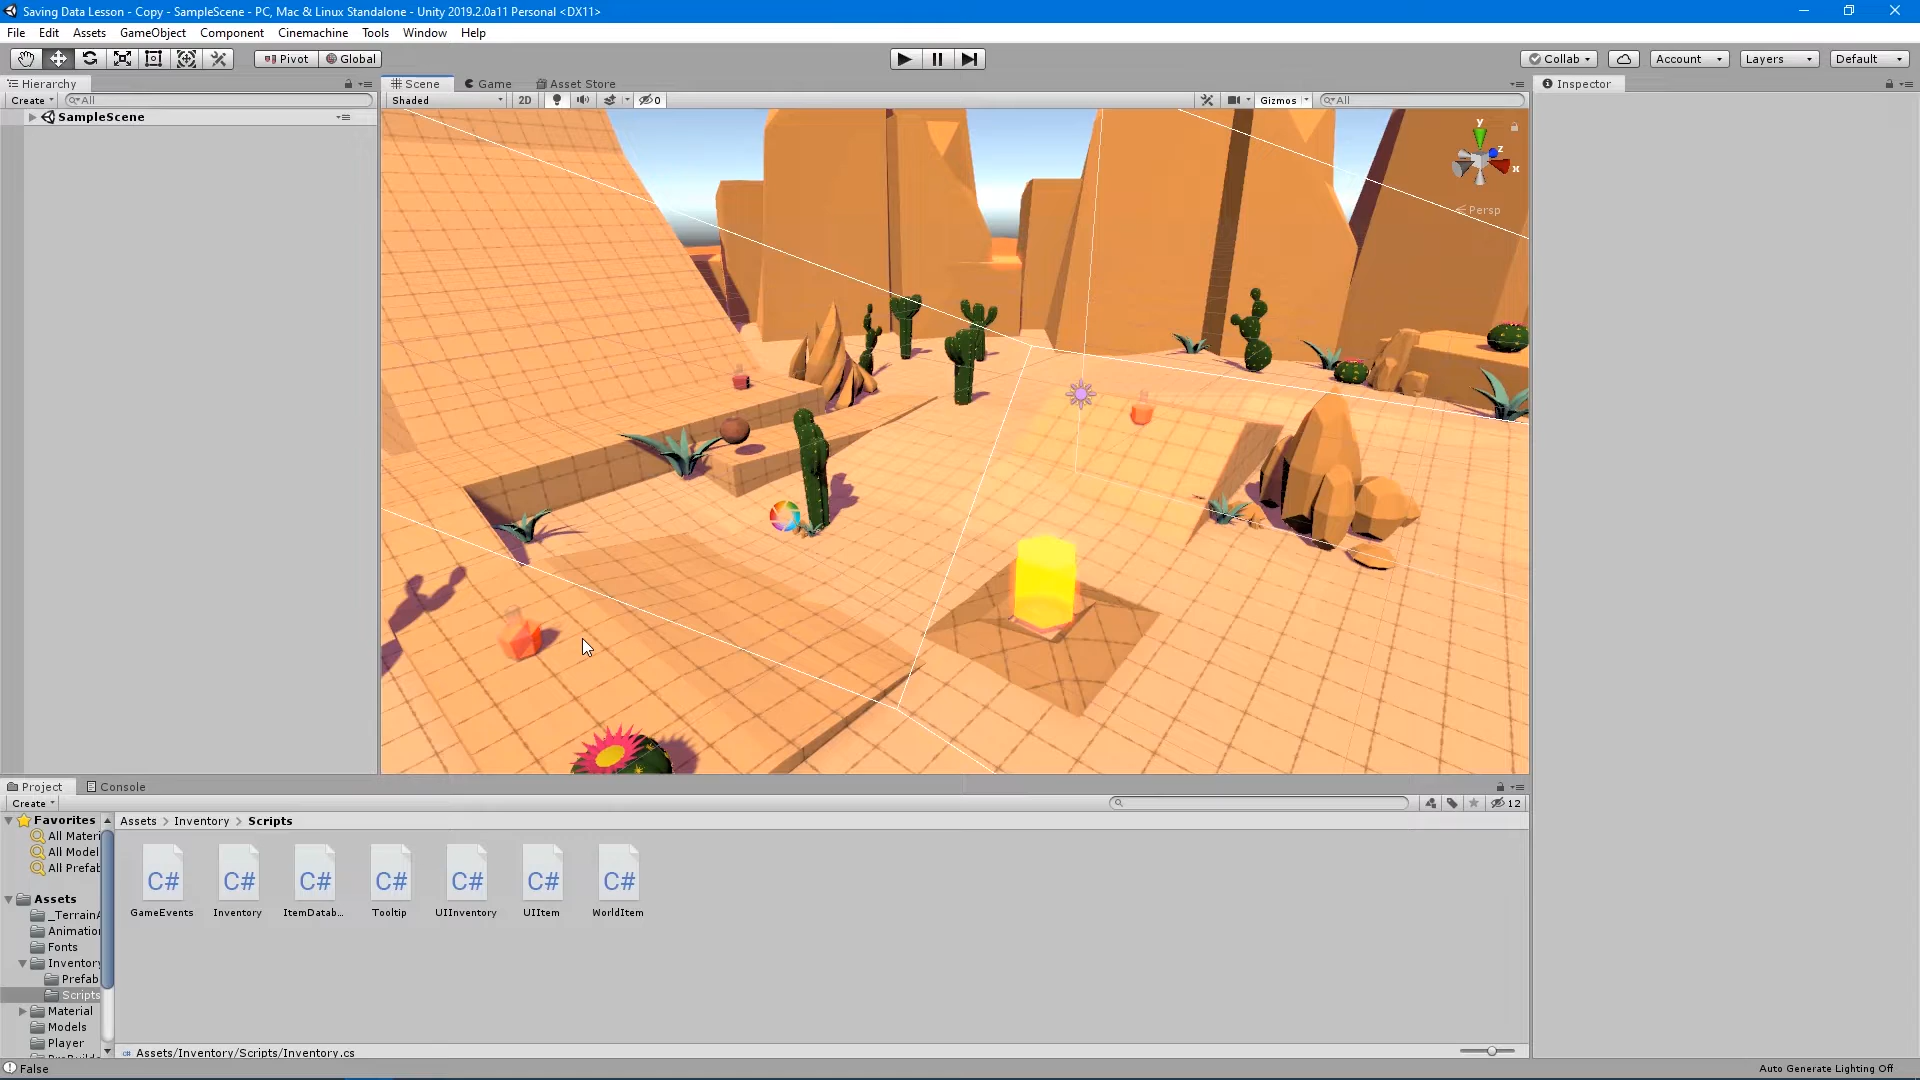 Saving Data Lesson - Copy - SampleScene - PC, Mac & Linux Standalone - Unity 2019.2.0a11 Personal <DX11>
File Edit Assets GameObject Component Cinemachine Tools Window Help
Pivot Global Collab Account Layers Default
Hierarchy Scene Game Asset Store Inspector
Create All Shaded 2D 0 Gizmos All
SampleScene
y
z
x
Persp
Project Console
Create 12
Favorites Assets > Inventory > Scripts
All Materi
All Model
All Prefab
C# C# C# C# C# C# C#
GameEvents Inventory ItemDatab... Tooltip UIInventory UIItem WorldItem
Assets
_TerrainA
Animation
Fonts
Inventory
Prefab
Scripts
Material
Models
Player
Assets/Inventory/Scripts/Inventory.cs
False Auto Generate Lighting Off